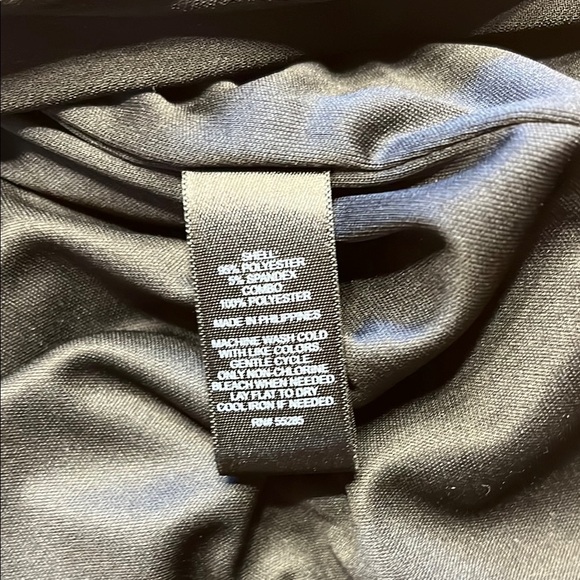 SHELL
95% POLYESTER
5% SPANDEX
COMBO
100% POLYESTER
MADE IN PHILIPPINES
MACHINE WASH COLD
WITH LIKE COLORS,
GENTLE CYCLE
ONLY NON-CHLORINE
BLEACH WHEN NEEDED
LAY FLAT TO DRY
COOL IRON IF NEEDED
RN# 55285